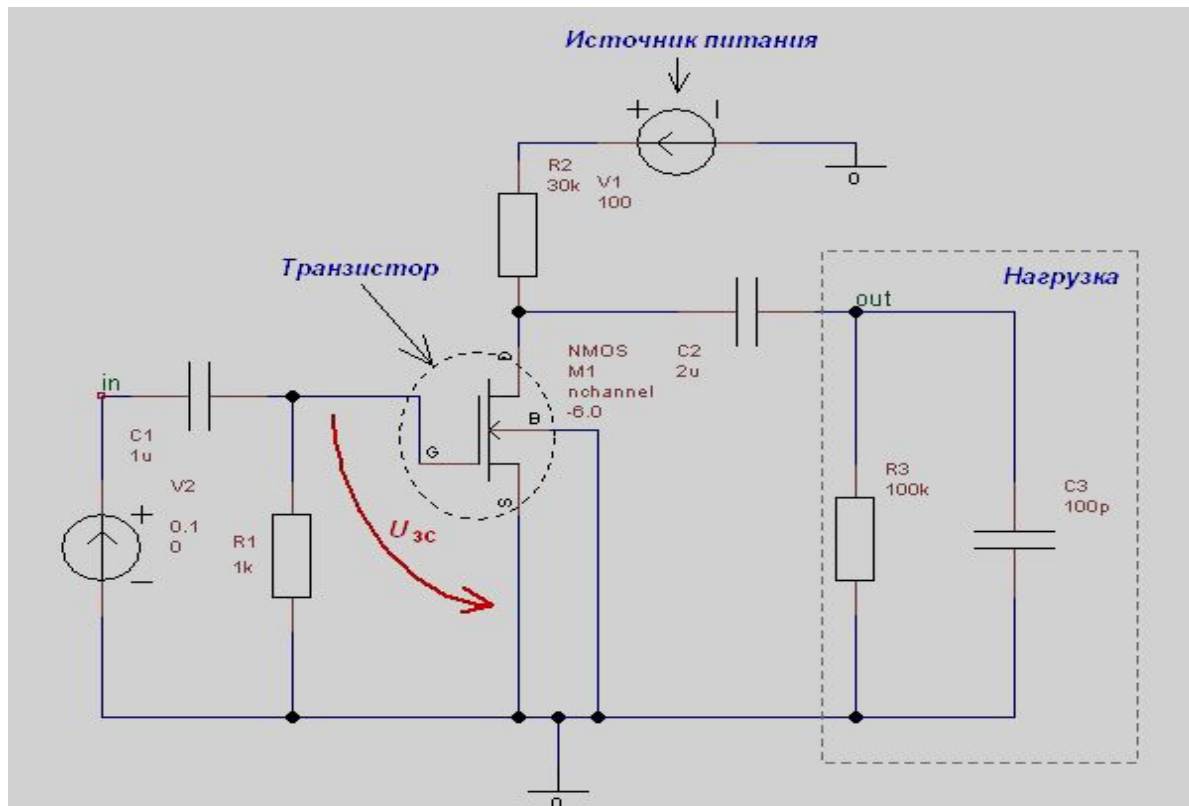 Источник питания
+
R2
30k
V1
100
0
Транзистор
Нагрузка
out
D
NMOS
M1
nchannel
-6.0
C2
2u
in
C1
1u
B
G
S
V2
+
0.1
0
R1
1k
U зс
R3
100k
C3
100p
0